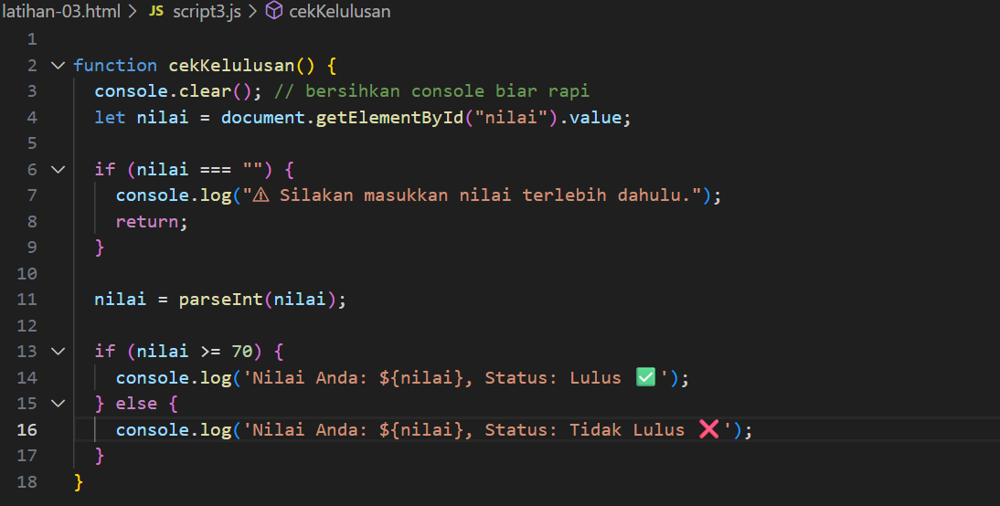 latihan-03.html > JS script3.js > cekKelulusan
1
2 function cekKelulusan() {
3 console.clear(); // bersihkan console biar rapi
4 let nilai = document.getElementById("nilai").value;
5
6 if (nilai === "") {
7 console.log("⚠ Silakan masukkan nilai terlebih dahulu.");
8 return;
9 }
10
11 nilai = parseInt(nilai);
12
13 if (nilai >= 70) {
14 console.log('Nilai Anda: ${nilai}, Status: Lulus ✅');
15 } else {
16 console.log('Nilai Anda: ${nilai}, Status: Tidak Lulus ❌');
17 }
18 }